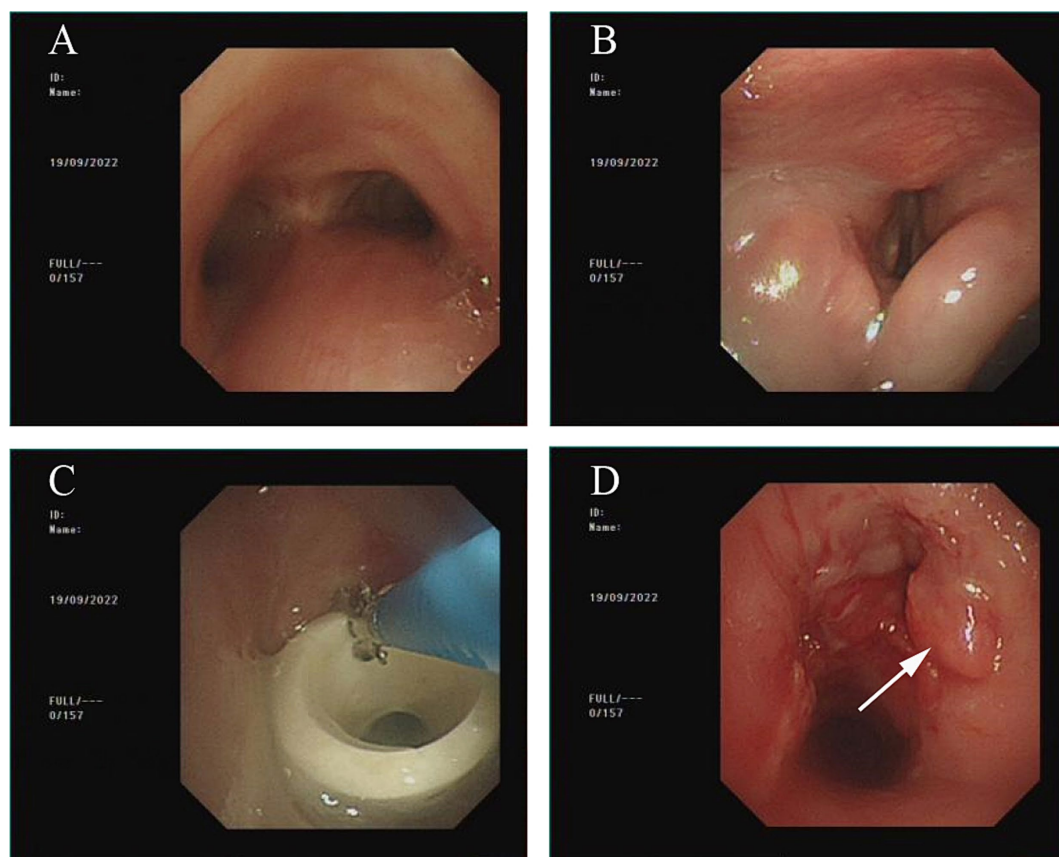 A
ID:
Name:
19/09/2022
FULL/---
0/157
B
ID:
Name:
19/09/2022
FULL/---
0/157
C
ID:
Name:
19/09/2022
FULL/---
0/157
D
ID:
Name:
19/09/2022
FULL/---
0/157